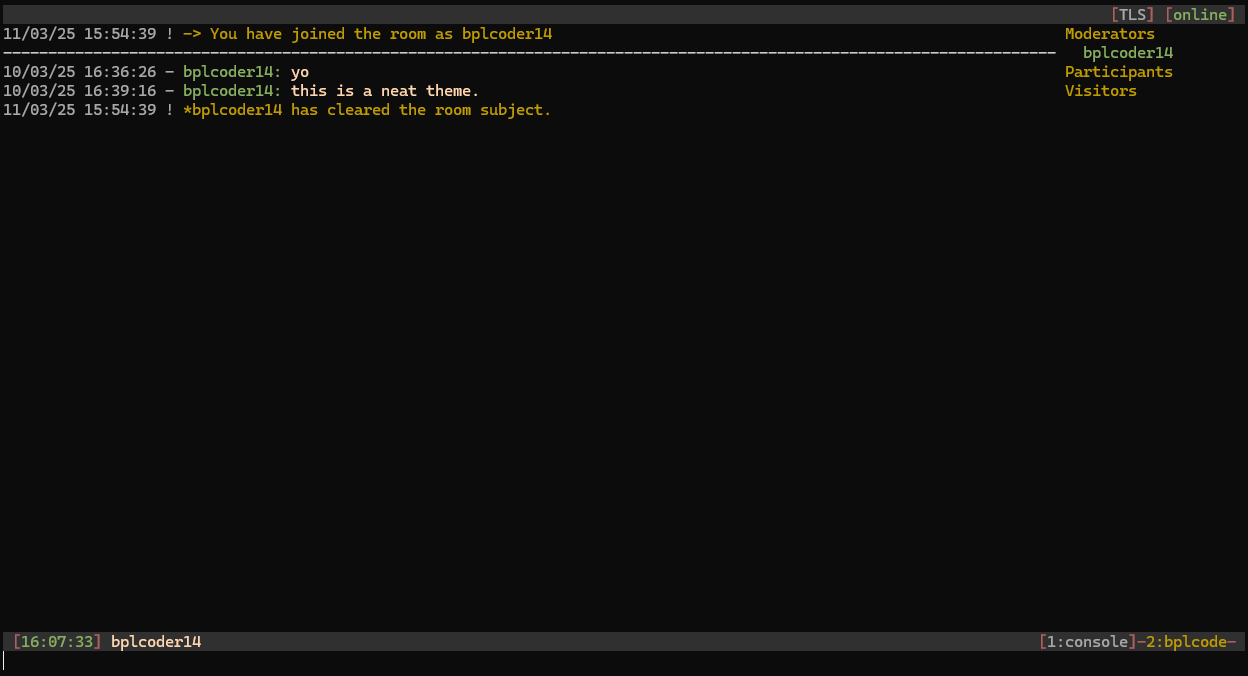 [TLS] [online]
11/03/25 15:54:39 ! -> You have joined the room as bplcoder14
Moderators
bplcoder14
10/03/25 16:36:26 - bplcoder14: yo
Participants
10/03/25 16:39:16 - bplcoder14: this is a neat theme.
Visitors
11/03/25 15:54:39 ! *bplcoder14 has cleared the room subject.
[16:07:33] bplcoder14
[1:console]-2:bplcode-